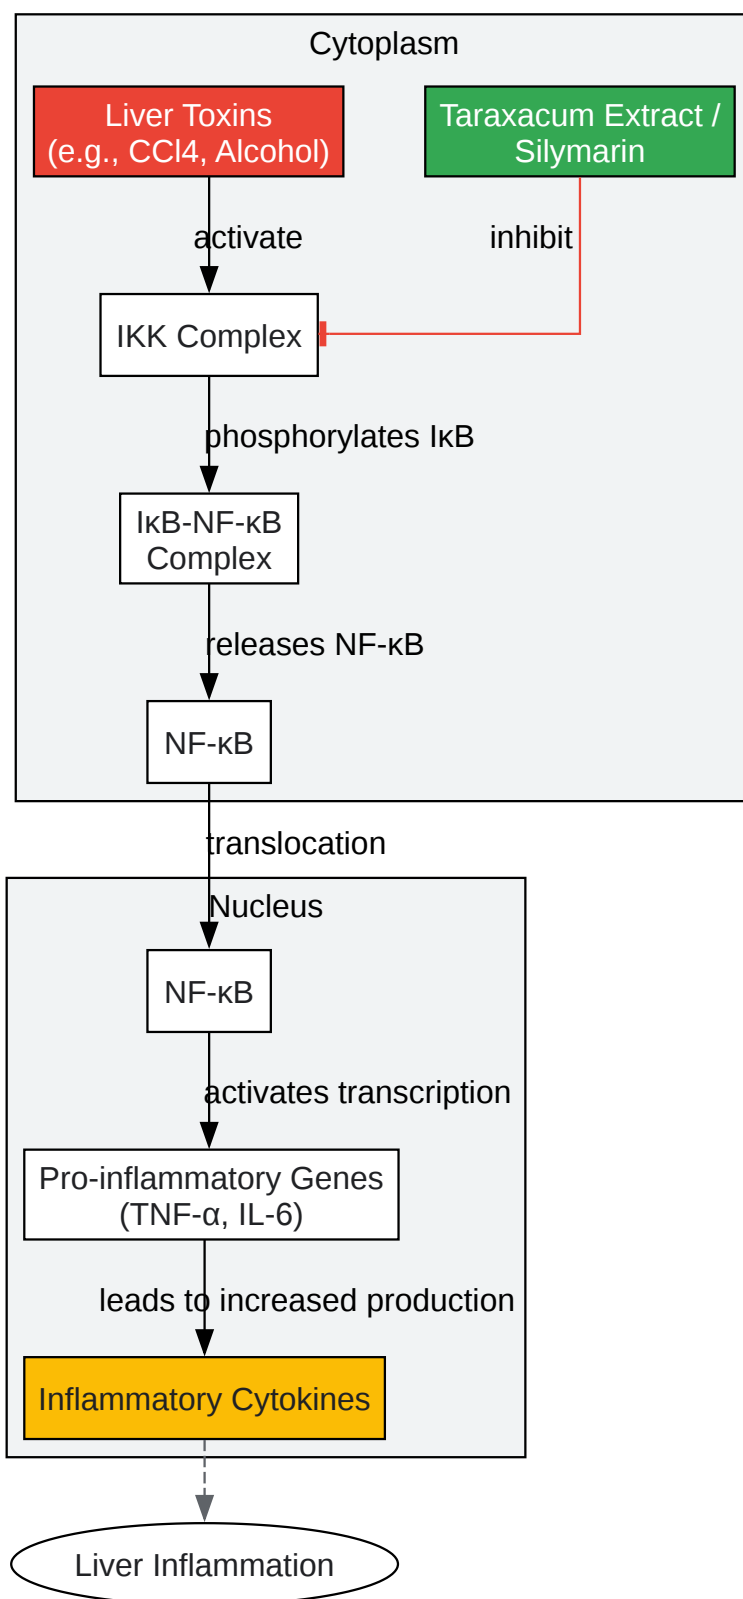 Cytoplasm
Liver Toxins
(e.g., CCl4, Alcohol)
Taraxacum Extract /
Silymarin
activate
inhibit
IKK Complex
phosphorylates IκB
IκB-NF-κB
Complex
releases NF-κB
NF-κB
translocation
Nucleus
NF-κB
activates transcription
Pro-inflammatory Genes
(TNF-α, IL-6)
leads to increased production
Inflammatory Cytokines
Liver Inflammation